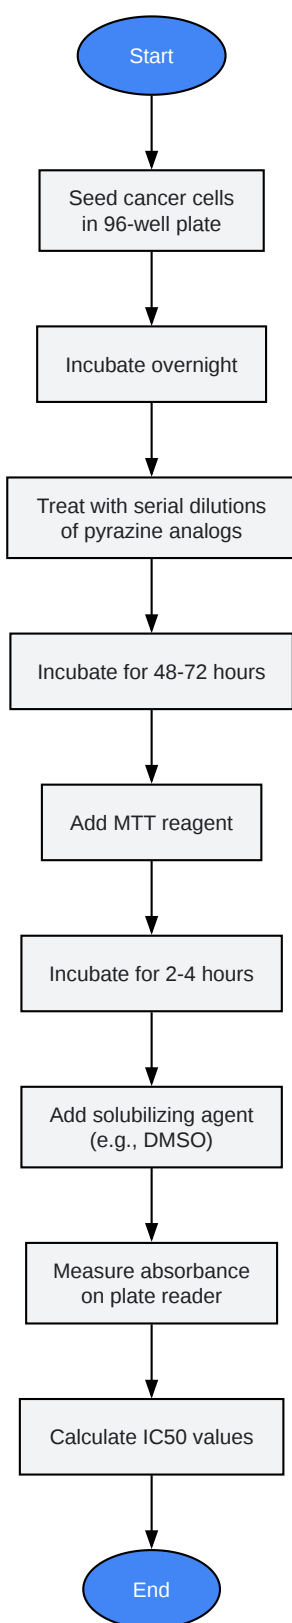 Start
Seed cancer cells
in 96-well plate
Incubate overnight
Treat with serial dilutions
of pyrazine analogs
Incubate for 48-72 hours
Add MTT reagent
Incubate for 2-4 hours
Add solubilizing agent
(e.g., DMSO)
Measure absorbance
on plate reader
Calculate IC50 values
End